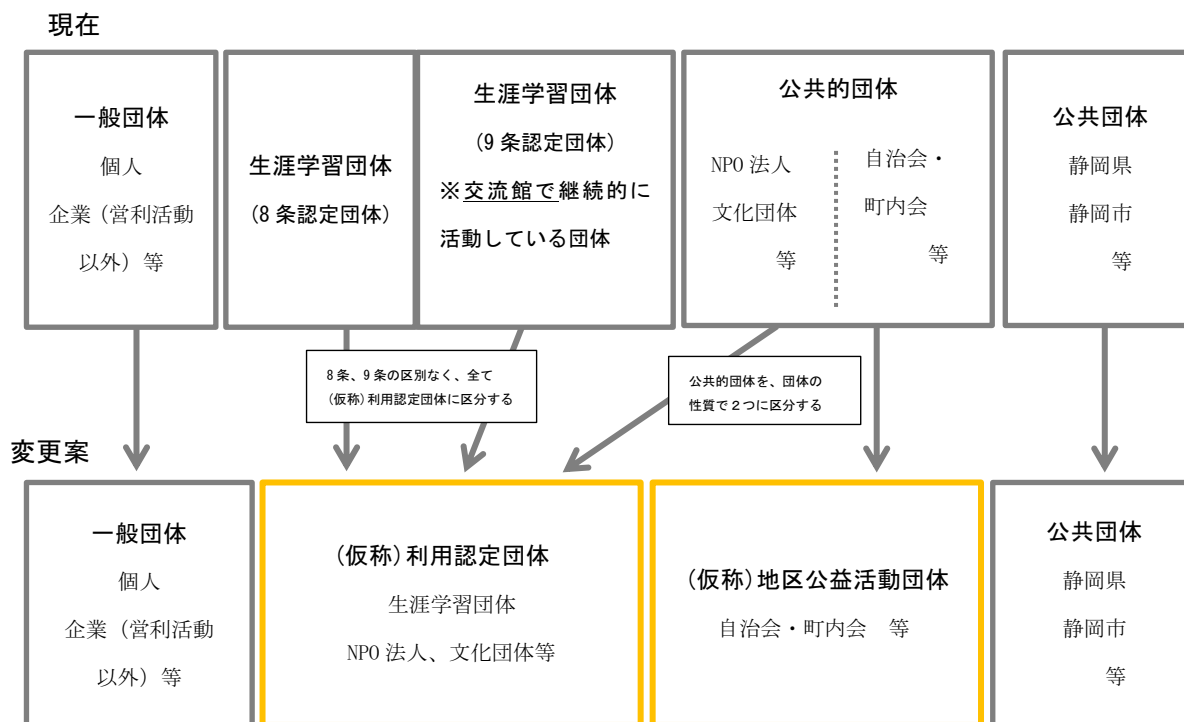 現在
一般団体
個人
企業（営利活動
以外）等
生涯学習団体
(8条認定団体)
生涯学習団体
(9条認定団体)
※交流館で継続的に
活動している団体
公共的団体
NPO法人
文化団体
等
自治会・
町内会
等
公共団体
静岡県
静岡市
等
8条、9条の区別なく、全て
(仮称)利用認定団体に区分する
公共的団体を、団体の
性質で２つに区分する
変更案
一般団体
個人
企業（営利活動
以外）等
(仮称)利用認定団体
生涯学習団体
NPO法人、文化団体等
(仮称)地区公益活動団体
自治会・町内会　等
公共団体
静岡県
静岡市
等